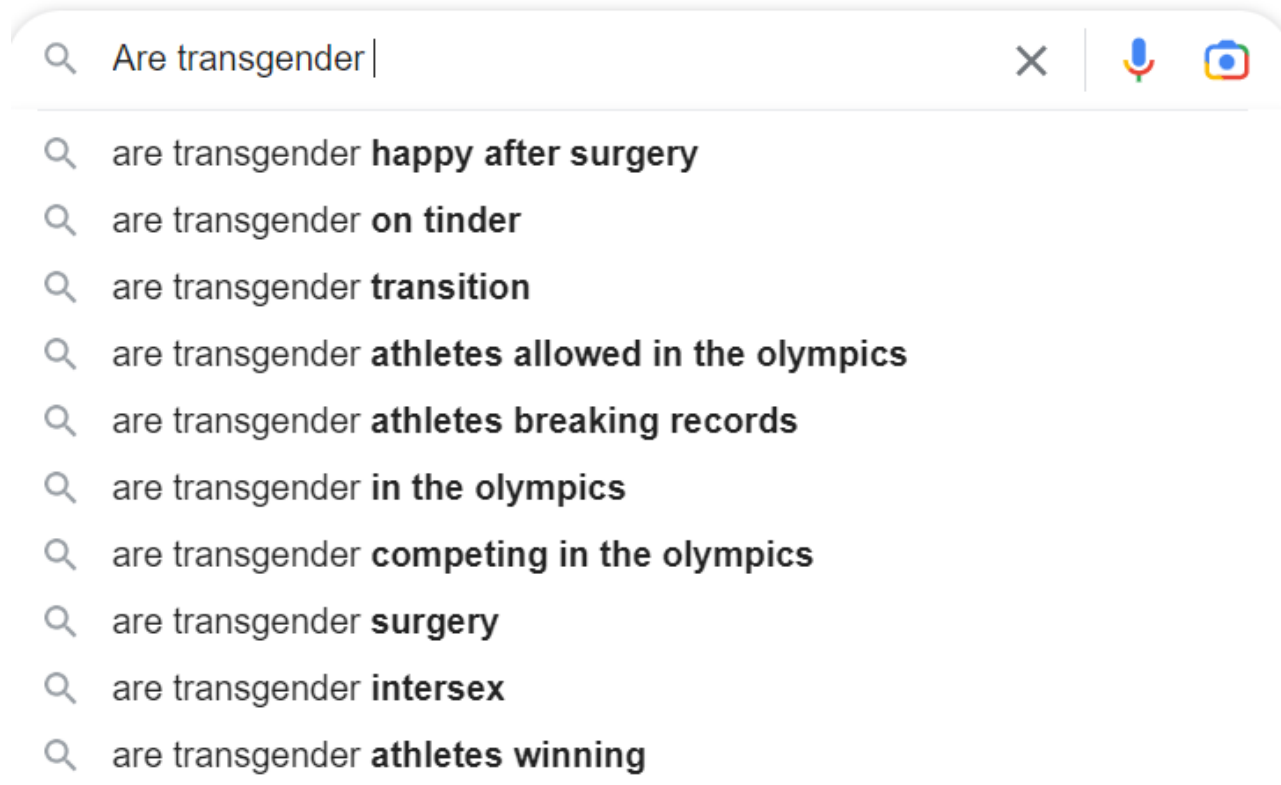 Are transgender
are transgender happy after surgery
are transgender on tinder
are transgender transition
are transgender athletes allowed in the olympics
are transgender athletes breaking records
are transgender in the olympics
are transgender competing in the olympics
are transgender surgery
are transgender intersex
are transgender athletes winning